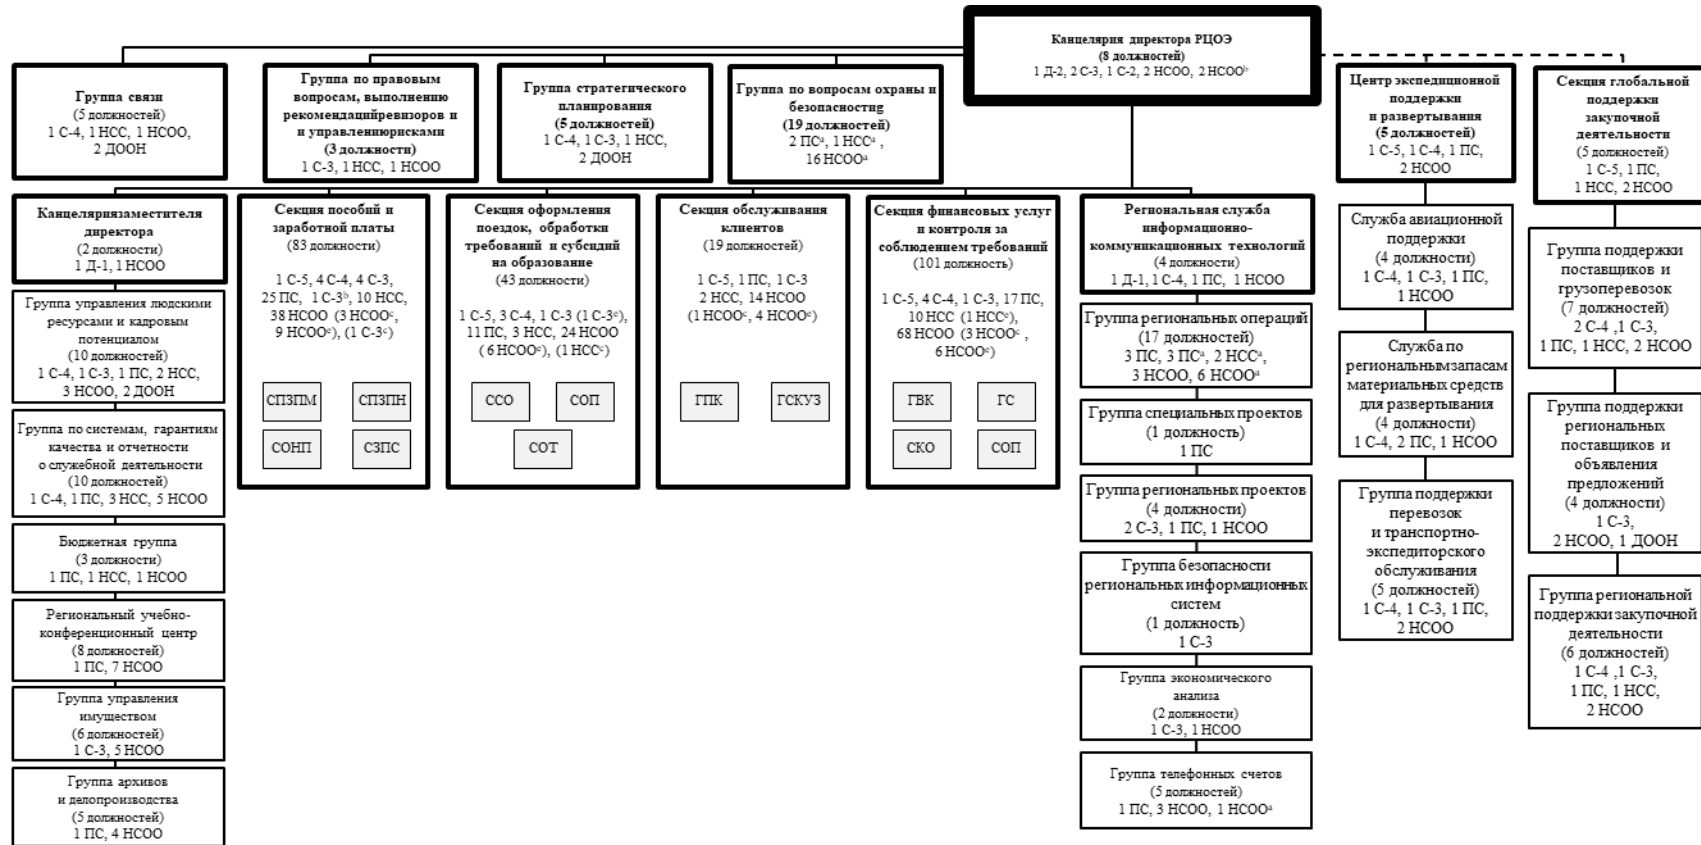 Канцелярия директора РЦОЭ
(8 должностей)
1 Д-2, 2 С-3, 1 С-2, 2 НСОО, 2 НСООᵇ
Группа связи
(5 должностей)
1 С-4, 1 НСС, 1 НСОО,
2 ДООН
Группа по правовым
вопросам, выполнению
рекомендацийревизоров и
и управлениюрисками
(3 должности)
1 С-3, 1 НСС, 1 НСОО
Группа стратегического
планирования
(5 должностей)
1 С-4, 1 С-3, 1 НСС,
2 ДООН
Группа по вопросам охраны и
безопасностиg
(19 должностей)
2 ПСᵃ, 1 НССᵃ ,
16 НСООᵃ
Центр экспедиционной
поддержки
и развертывания
(5 должностей)
1 С-5, 1 С-4, 1 ПС,
2 НСОО
Секция глобальной
поддержки
закупочной
деятельности
(5 должностей)
1 С-5, 1 ПС,
1 НСС, 2 НСОО
Канцеляриязаместителя
директора
(2 должности)
1 Д-1, 1 НСОО
Группа управления людскими
ресурсами и кадровым
потенциалом
(10 должностей)
1 С-4, 1 С-3, 1 ПС, 2 НСС,
3 НСОО, 2 ДООН
Группа по системам, гарантиям
качества и отчетности
о служебной деятельности
(10 должностей)
1 С-4, 1 ПС, 3 НСС, 5 НСОО
Бюджетная группа
(3 должности)
1 ПС, 1 НСС, 1 НСОО
Региональный учебно-
конференционный центр
(8 должностей)
1 ПС, 7 НСОО
Группа управления
имуществом
(6 должностей)
1 С-3, 5 НСОО
Группа архивов
и делопроизводства
(5 должностей)
1 ПС, 4 НСОО
Секция пособий и
заработной платы
(83 должности)
1 С-5, 4 С-4, 4 С-3,
25 ПС, 1 С-3ᵇ, 10 НСС,
38 НСОО (3 НСООᶜ,
9 НСООᵉ), (1 С-3ᶜ)
СПЗПМ
СПЗПН
СОНП
СЗПС
Секция оформления
поездок, обработки
требований и субсидий
на образование
(43 должности)
1 С-5, 3 С-4, 1 С-3 (1 С-3ᵉ),
11 ПС, 3 НСС, 24 НСОО
( 6 НСООᵉ), (1 НССᶜ)
ССО
СОП
СОТ
Секция обслуживания
клиентов
(19 должностей)
1 С-5, 1 ПС, 1 С-3
2 НСС, 14 НСОО
(1 НСООᶜ, 4 НСООᵉ)
ГПК
ГСКУЗ
Секция финансовых услуг
и контроля за
соблюдением требований
(101 должность)
1 С-5, 4 С-4, 1 С-3, 17 ПС,
10 НСС (1 НССᵉ),
68 НСОО (3 НСООᶜ ,
6 НСООᵉ)
ГВК
ГС
СКО
СОП
Региональная служба
информационно-
коммуникационных технологий
(4 должности)
1 Д-1, 1 С-4, 1 ПС, 1 НСОО
Группа региональных операций
(17 должностей)
3 ПС, 3 ПСᵃ, 2 НССᵃ,
3 НСОО, 6 НСООᵃ
Группа специальных проектов
(1 должность)
1 ПС
Группа региональных проектов
(4 должности)
2 С-3, 1 ПС, 1 НСОО
Группа безопасности
региональных информационных
систем
(1 должность)
1 С-3
Группа экономического
анализа
(2 должности)
1 С-3, 1 НСОО
Группа телефонных счетов
(5 должностей)
1 ПС, 3 НСОО, 1 НСООᵃ
Служба авиационной
поддержки
(4 должности)
1 С-4, 1 С-3, 1 ПС,
1 НСОО
Служба по
региональнымзапасам
материальных средств
для развертывания
(4 должности)
1 С-4, 2 ПС, 1 НСОО
Группа поддержки
перевозок
и транспортно-
экспедиторского
обслуживания
(5 должностей)
1 С-4, 1 С-3, 1 ПС,
2 НСОО
Группа поддержки
поставщиков и
грузоперевозок
(7 должностей)
2 С-4 ,1 С-3,
1 ПС, 1 НСС, 2 НСОО
Группа поддержки
региональных
поставщиков и
объявления
предложений
(4 должности)
1 С-3,
2 НСОО, 1 ДООН
Группа региональной
поддержки закупочной
деятельности
(6 должностей)
1 С-4 ,1 С-3,
1 ПС, 1 НСС,
2 НСОО